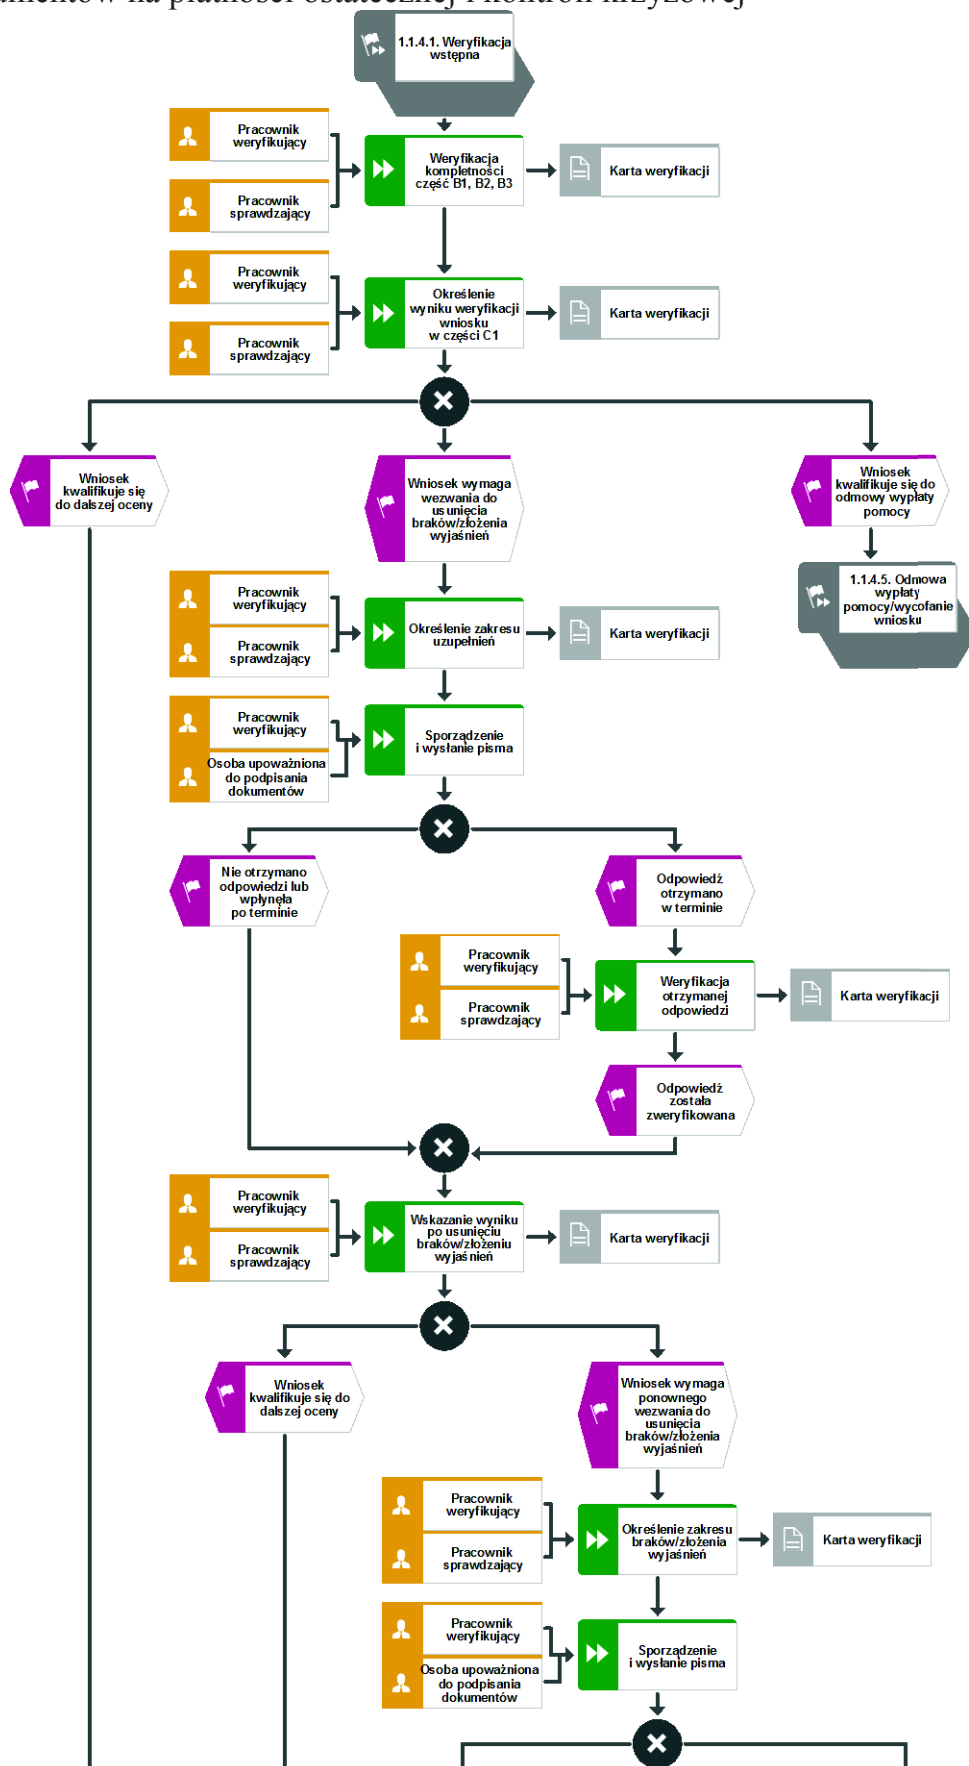 umentów na płatności ostatecznej i kontroli krzyżowej
1.1.4.1. Weryfikacja
wstępna
Pracownik
weryfikujący
Pracownik
sprawdzający
Weryfikacja
kompletności
część B1, B2, B3
Karta weryfikacji
Pracownik
weryfikujący
Pracownik
sprawdzający
Określenie
wyniku weryfikacji
wniosku
w części C1
Karta weryfikacji
Wniosek
kwalifikuje się
do dalszej oceny
Wniosek wymaga
wezwania do
usunięcia
braków/złożenia
wyjaśnień
Wniosek
kwalifikuje się do
odmowy wypłaty
pomocy
1.1.4.5. Odmowa
wypłaty
pomocy/wycofanie
wniosku
Pracownik
weryfikujący
Pracownik
sprawdzający
Określenie zakresu
uzupełnień
Karta weryfikacji
Pracownik
weryfikujący
Osoba upoważniona
do podpisania
dokumentów
Sporządzenie
i wysłanie pisma
Nie otrzymano
odpowiedzi lub
wpłynęła
po terminie
Odpowiedź
otrzymano
w terminie
Pracownik
weryfikujący
Pracownik
sprawdzający
Weryfikacja
otrzymanej
odpowiedzi
Karta weryfikacji
Odpowiedź
została
zweryfikowana
Pracownik
weryfikujący
Pracownik
sprawdzający
Wskazanie wyniku
po usunięciu
braków/złożeniu
wyjaśnień
Karta weryfikacji
Wniosek
kwalifikuje się do
dalszej oceny
Wniosek wymaga
ponownego
wezwania do
usunięcia
braków/złożenia
wyjaśnień
Pracownik
weryfikujący
Pracownik
sprawdzający
Określenie zakresu
braków/złożenia
wyjaśnień
Karta weryfikacji
Pracownik
weryfikujący
Osoba upoważniona
do podpisania
dokumentów
Sporządzenie
i wysłanie pisma